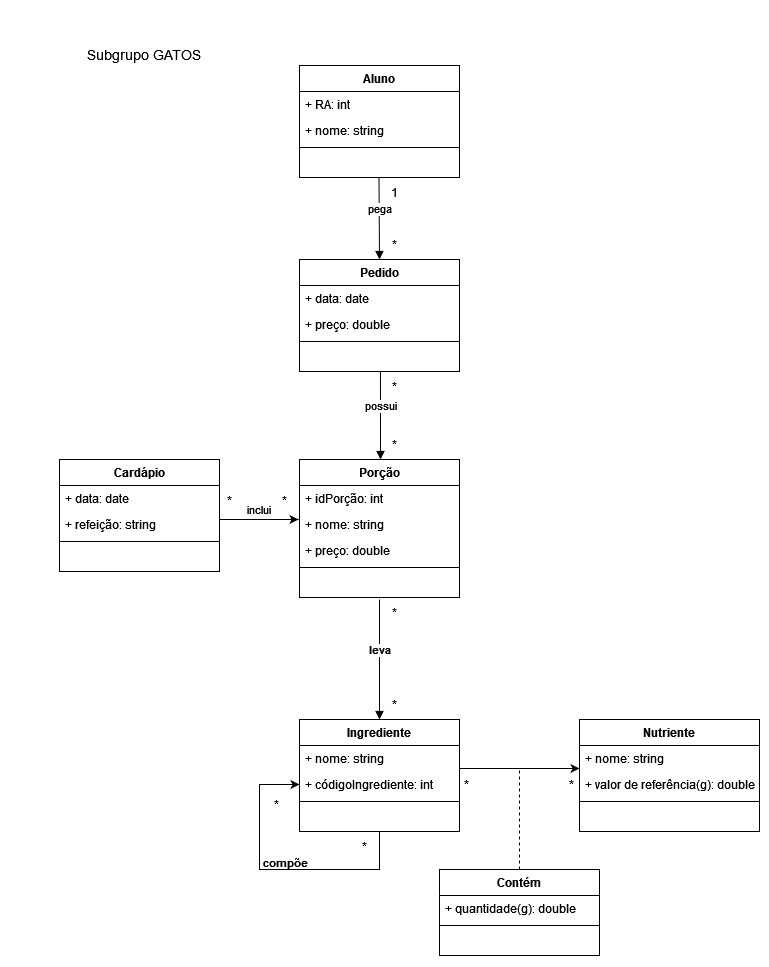 Subgrupo GATOS
Aluno
+ RA: int
+ nome: string
1
pega
*
Pedido
+ data: date
+ preço: double
*
possui
*
Cardápio
+ data: date
+ refeição: string
*
*
inclui
Porção
+ idPorção: int
+ nome: string
+ preço: double
*
leva
*
Ingrediente
+ nome: string
+ códigoIngrediente: int
*
*
compõe
*
*
Nutriente
+ nome: string
+ valor de referência(g): double
Contém
+ quantidade(g): double